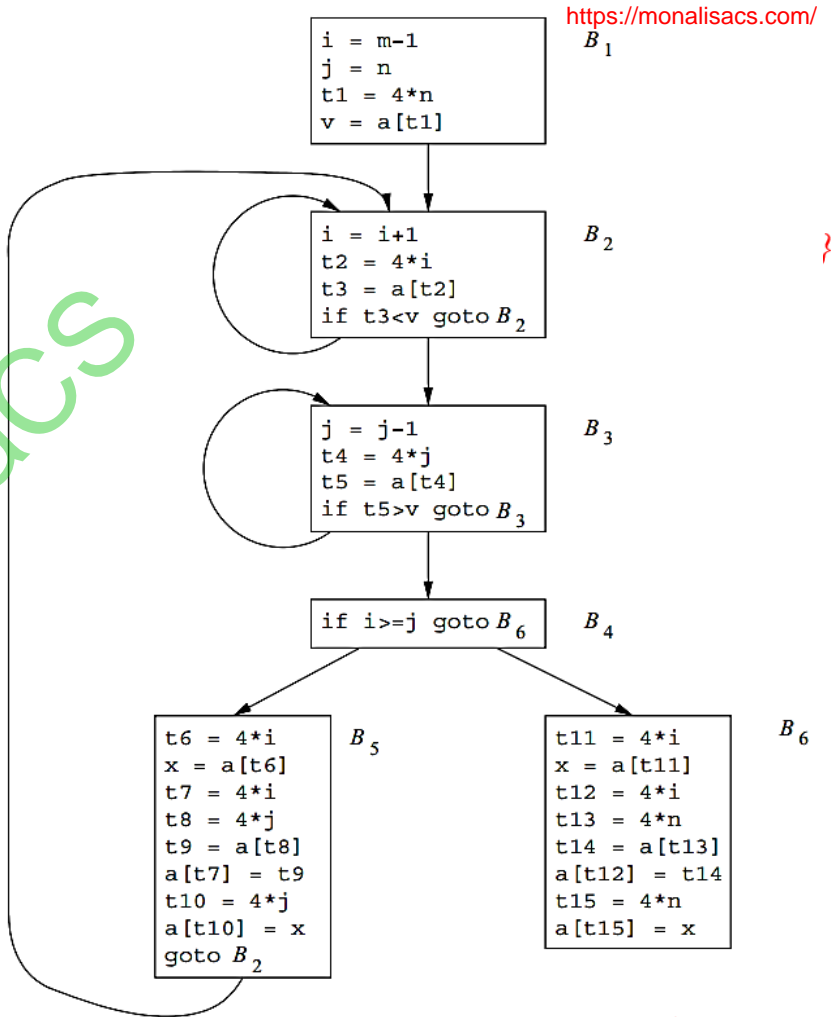 https://monalisacs.com/
i = m-1
j = n
t1 = 4*n
v = a[t1]
B1
i = i+1
t2 = 4*i
t3 = a[t2]
if t3<v goto B2
B2
}
acs
j = j-1
t4 = 4*j
t5 = a[t4]
if t5>v goto B3
B3
if i>=j goto B6
B4
t6 = 4*i
x = a[t6]
t7 = 4*i
t8 = 4*j
t9 = a[t8]
a[t7] = t9
t10 = 4*j
a[t10] = x
goto B2
B5
t11 = 4*i
x = a[t11]
t12 = 4*i
t13 = 4*n
t14 = a[t13]
a[t12] = t14
t15 = 4*n
a[t15] = x
B6